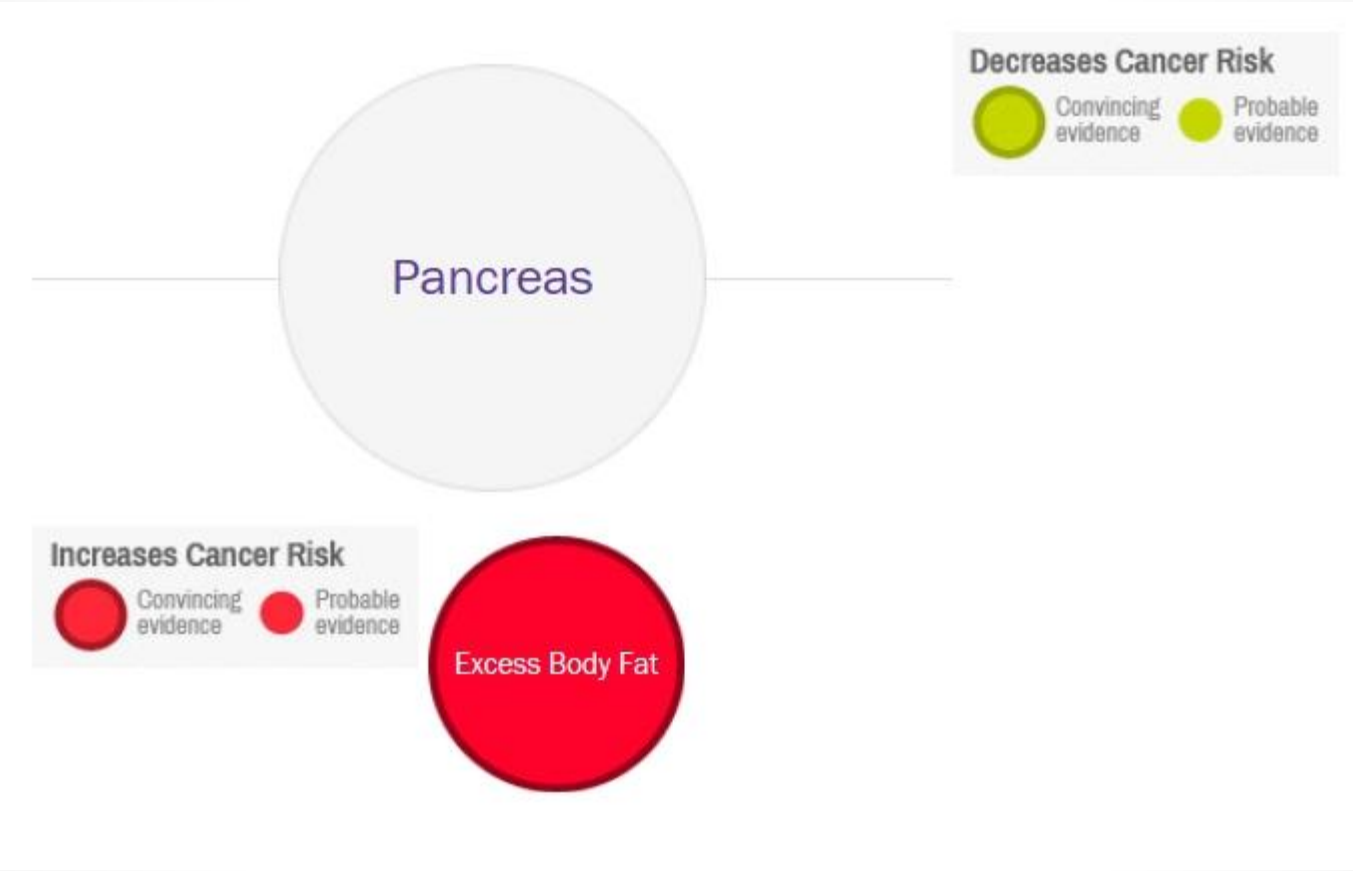 Decreases Cancer Risk
Convincing evidence
Probable evidence
Pancreas
Increases Cancer Risk
Convincing evidence
Probable evidence
Excess Body Fat